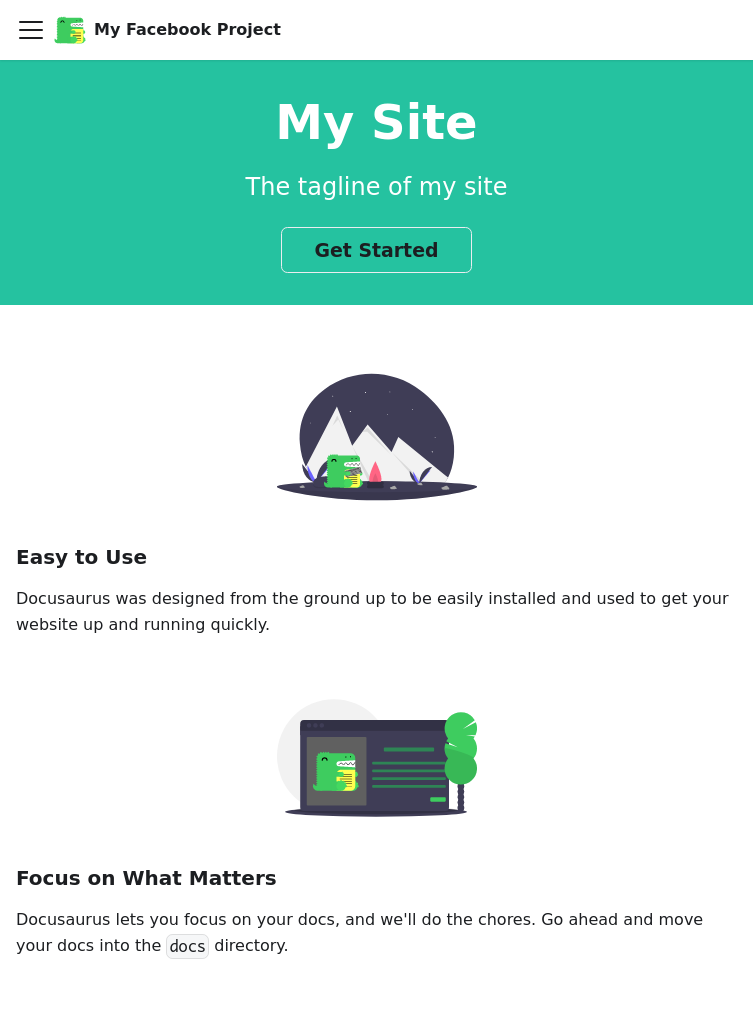 My Facebook Project
My Site
The tagline of my site
Get Started
Easy to Use
Docusaurus was designed from the ground up to be easily installed and used to get your
website up and running quickly.
Focus on What Matters
Docusaurus lets you focus on your docs, and we'll do the chores. Go ahead and move
your docs into the docs directory.